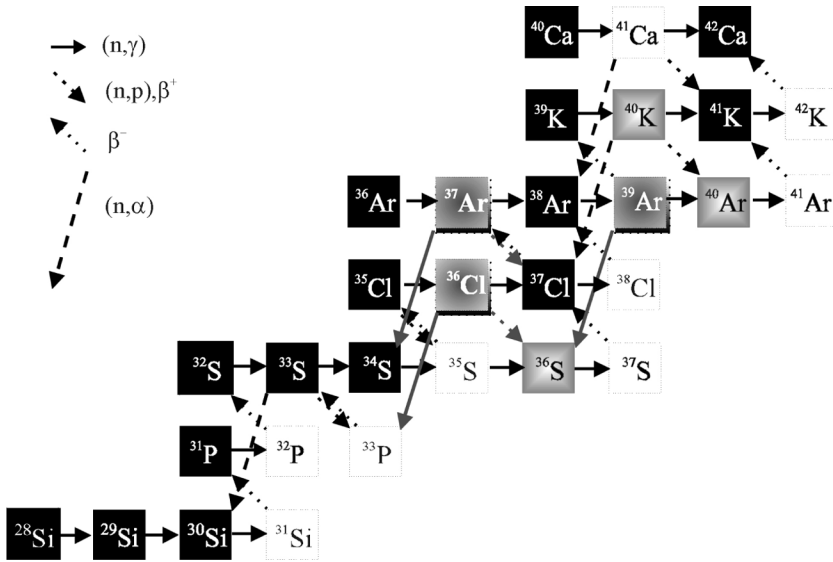 (n,γ)
(n,p),β⁺
β⁻
(n,α)
⁴⁰Ca ⁴¹Ca ⁴²Ca
³⁹K ⁴⁰K ⁴¹K ⁴²K
³⁶Ar ³⁷Ar ³⁸Ar ³⁹Ar ⁴⁰Ar ⁴¹Ar
³⁵Cl ³⁶Cl ³⁷Cl ³⁸Cl
³²S ³³S ³⁴S ³⁵S ³⁶S ³⁷S
³¹P ³²P ³³P
²⁸Si ²⁹Si ³⁰Si ³¹Si